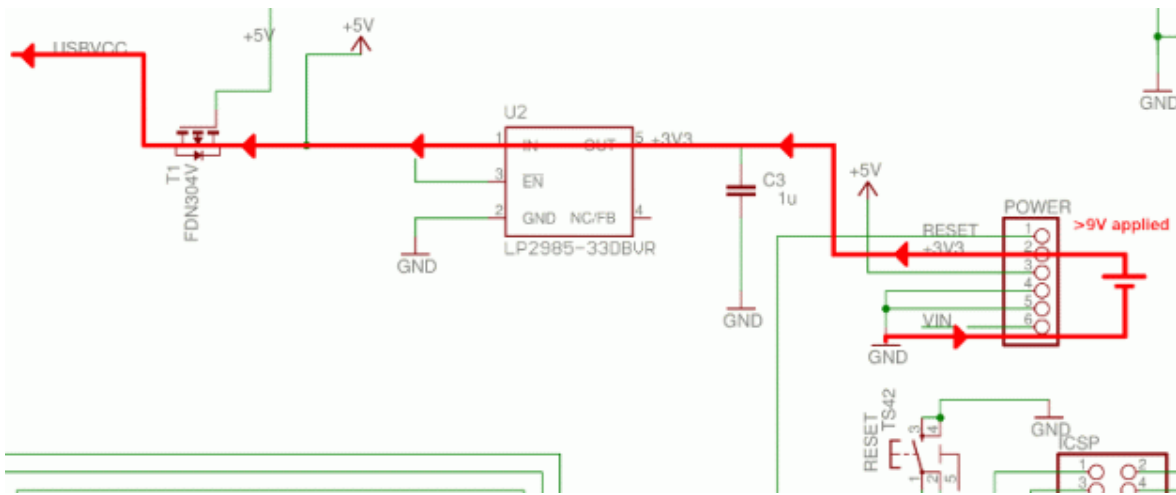 USBVCC
+5V
+5V
GND
U2
1 IN OUT 5 +3V3
3 EN
2 GND NC/FB 4
LP2985-33DBVR
T1
FDN304V
GND
C3
1u
GND
+5V
POWER
>9V applied
RESET 1
+3V3 2
3
4
5
VIN 6
GND
RESET
TS42
3 4
1 2 5
GND
ICSP
1 2
3 4